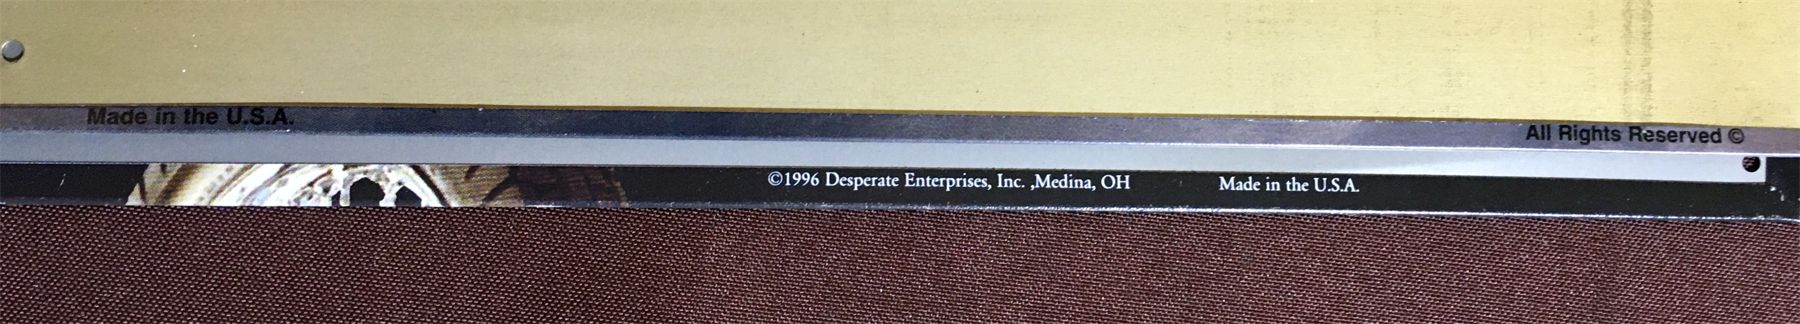 Made in the U.S.A.
All Rights Reserved ©
©1996 Desperate Enterprises, Inc. ,Medina, OH
Made in the U.S.A.